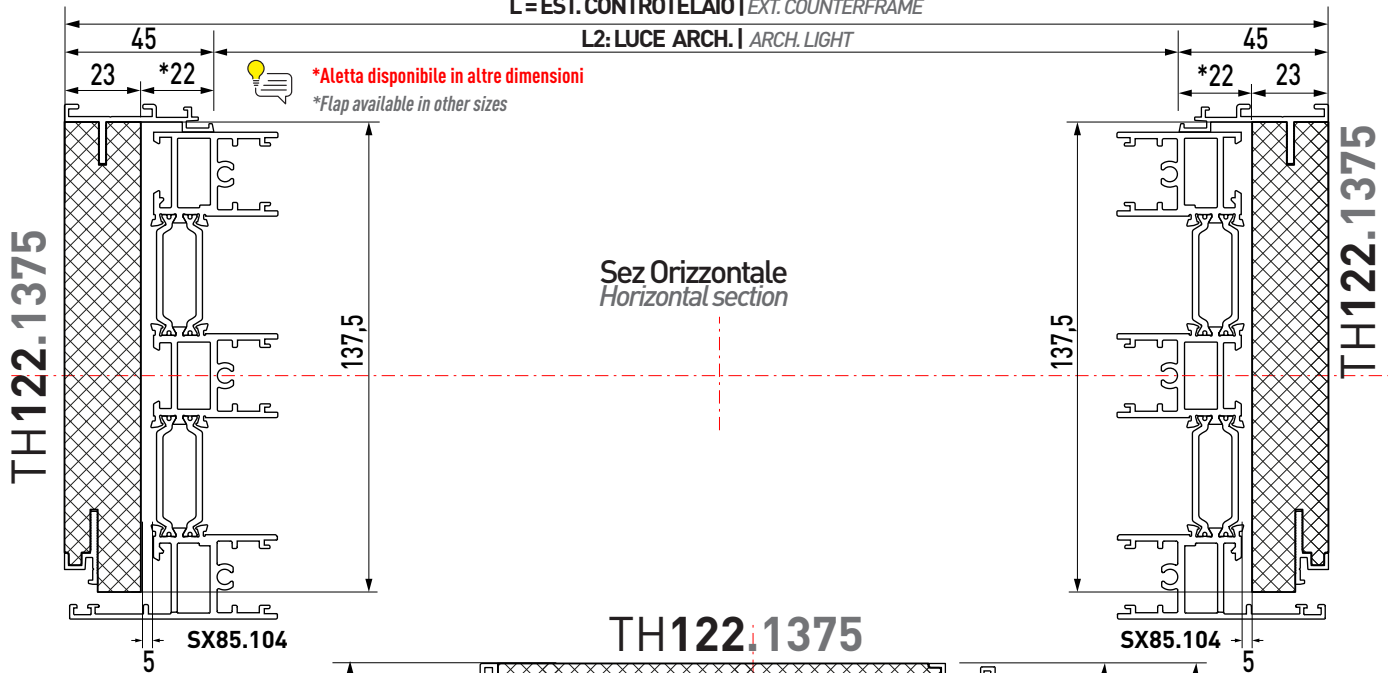 L = EST. CONTROTELAIO | EXT. COUNTERFRAME
45
L2: LUCE ARCH. | ARCH. LIGHT
45
23
*22
*Aletta disponibile in altre dimensioni
*Flap available in other sizes
*22
23
TH122.1375
137,5
Sez Orizzontale
Horizontal section
137,5
TH122.1375
SX85.104
5
TH122.1375
SX85.104
5